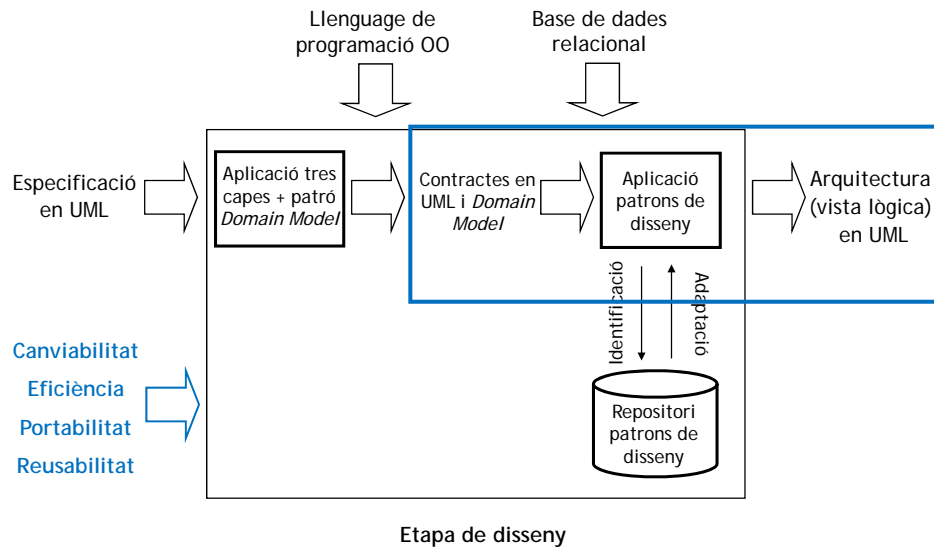 Llenguage de
programació OO
Base de dades
relacional
Especificació
en UML
Aplicació tres
capes + patró
Domain Model
Contractes en
UML i Domain
Model
Aplicació
patrons de
disseny
Arquitectura
(vista lògica)
en UML
Identificació
Adaptació
Canviabilitat
Eficiència
Portabilitat
Reusabilitat
Repositori
patrons de
disseny
Etapa de disseny